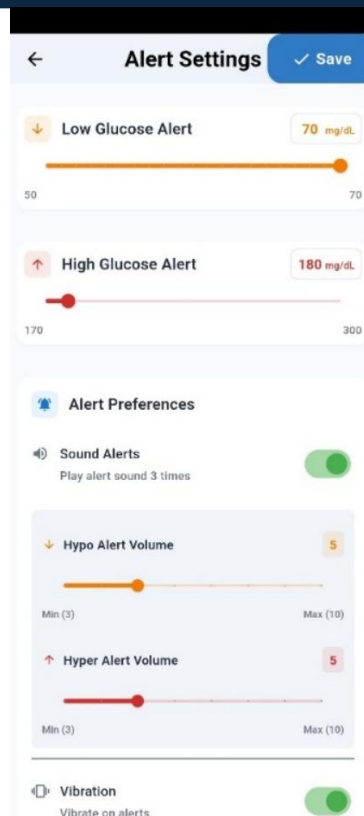 Alert Settings
Save
Low Glucose Alert
70 mg/dL
50
70
High Glucose Alert
180 mg/dL
170
300
Alert Preferences
Sound Alerts
Play alert sound 3 times
Hypo Alert Volume
5
Min (3)
Max (10)
Hyper Alert Volume
5
Min (3)
Max (10)
Vibration
Vibrate on alerts